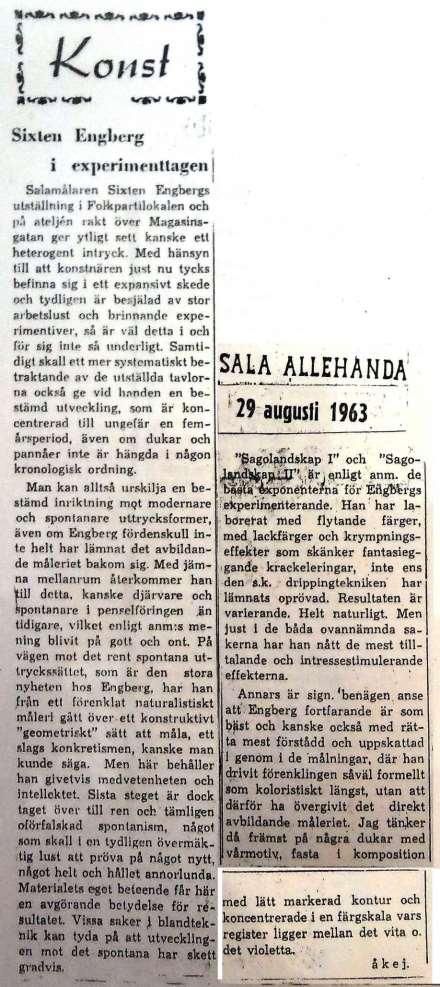 Konst
Sixten Engberg
i experimenttagen
Salamålaren Sixten Engbergs
utställning i Folkpartilokalen och
på ateljén rakt över Magasins-
gatan ger ytligt sett kanske ett
heterogent intryck. Med hänsyn
till att konstnären just nu tycks
befinna sig i ett expansivt skede
och tydligen är besjälad av stor
arbetslust och brinnande expe-
rimentiver, så är väl detta i och
för sig inte så underligt. Samti-
digt skall ett mer systematiskt be-
traktande av de utställda tavlor-
na också ge vid handen en be-
stämd utveckling, som är kon-
centrerad till ungefär en fem-
årsperiod, även om dukar och
pannåer inte är hängda i någon
kronologisk ordning.
Man kan alltså urskilja en be-
stämd inriktning mot modernare
och spontanare uttrycksformer,
även om Engberg fördenskull in-
te helt har lämnat det avbildan-
de måleriet bakom sig. Med jäm-
na mellanrum återkommer han
till detta, kanske djärvare och
spontanare i penselföringen än
tidigare, vilket enligt anm:s me-
ning blivit på gott och ont. På
vägen mot det rent spontana ut-
tryckssättet, som är den stora
nyheten hos Engberg, har han
från ett förenklat naturalistiskt
måleri gått över ett konstruktivt
"geometriskt" sätt att måla, ett
slags konkretismen, kanske man
kunde säga. Men här behåller
han givetvis medvetenheten och
intellektet. Sista steget är dock
taget över till ren och tämligen
oförfalskad spontanism, något
som skall i en tydligen övermäk-
tig lust att pröva på något nytt,
något helt och hållet annorlunda.
Materialets eget beteende får här
en avgörande betydelse för re-
sultatet. Vissa saker i blandtek-
nik kan tyda på att utveckling-
en mot det spontana har skett
gradvis.
SALA ALLEHANDA
29 augusti 1963
"Sagolandskap I" och "Sago-
landskap II" är enligt anm. de
bästa exponenterna för Engbergs
experimenterande. Han har la-
borerat med flytande färger,
med lackfärger och krympnings-
effekter som skänker fantasieg-
gande krackeleringar, inte ens
den s.k. drippingtekniken har
lämnats oprövad. Resultaten är
varierande. Helt naturligt. Men
just i de båda ovannämnda sa-
kerna har han nått de mest till-
talande och intressestimulerande
effekterna.
Annars är sign. benägen anse
att Engberg fortfarande är som
bäst och kanske också med rät-
ta mest förstådd och uppskattad
i genom i de målningar, där han
drivit förenklingen såväl formellt
som koloristiskt längst, utan att
därför ha övergivit det direkt
avbildande måleriet. Jag tänker
då främst på några dukar med
vårmotiv, fasta i komposition
med lätt markerad kontur och
koncentrerade i en färgskala vars
register ligger mellan det vita o.
det violetta.
åkej.